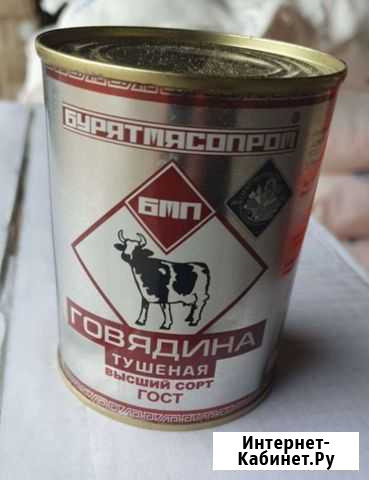 БУРЯТМЯСОПРОМ®
БМП
ГОВЯДИНА
ТУШЕНАЯ
ВЫСШИЙ СОРТ
ГОСТ
Интернет-
Кабинет.Ру